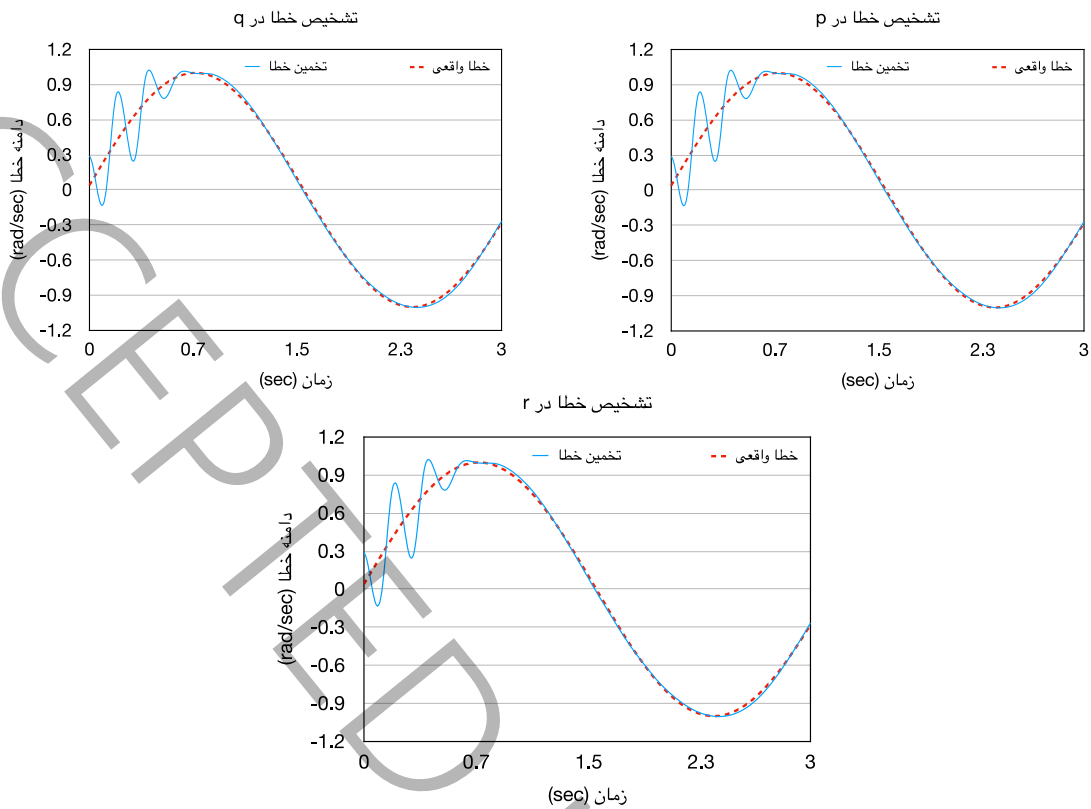 تشخیص خطا در q
خطا واقعی
تخمین خطا
1.2
0.9
0.6
0.3
0
-0.3
-0.6
-0.9
-1.2
دامنه خطا (rad/sec)
0 0.7 1.5 2.3 3
زمان (sec)
تشخیص خطا در p
خطا واقعی
تخمین خطا
1.2
0.9
0.6
0.3
0
-0.3
-0.6
-0.9
-1.2
دامنه خطا (rad/sec)
0 0.7 1.5 2.3 3
زمان (sec)
تشخیص خطا در r
خطا واقعی
تخمین خطا
1.2
0.9
0.6
0.3
0
-0.3
-0.6
-0.9
-1.2
دامنه خطا (rad/sec)
0 0.7 1.5 2.3 3
زمان (sec)
CCEPTED